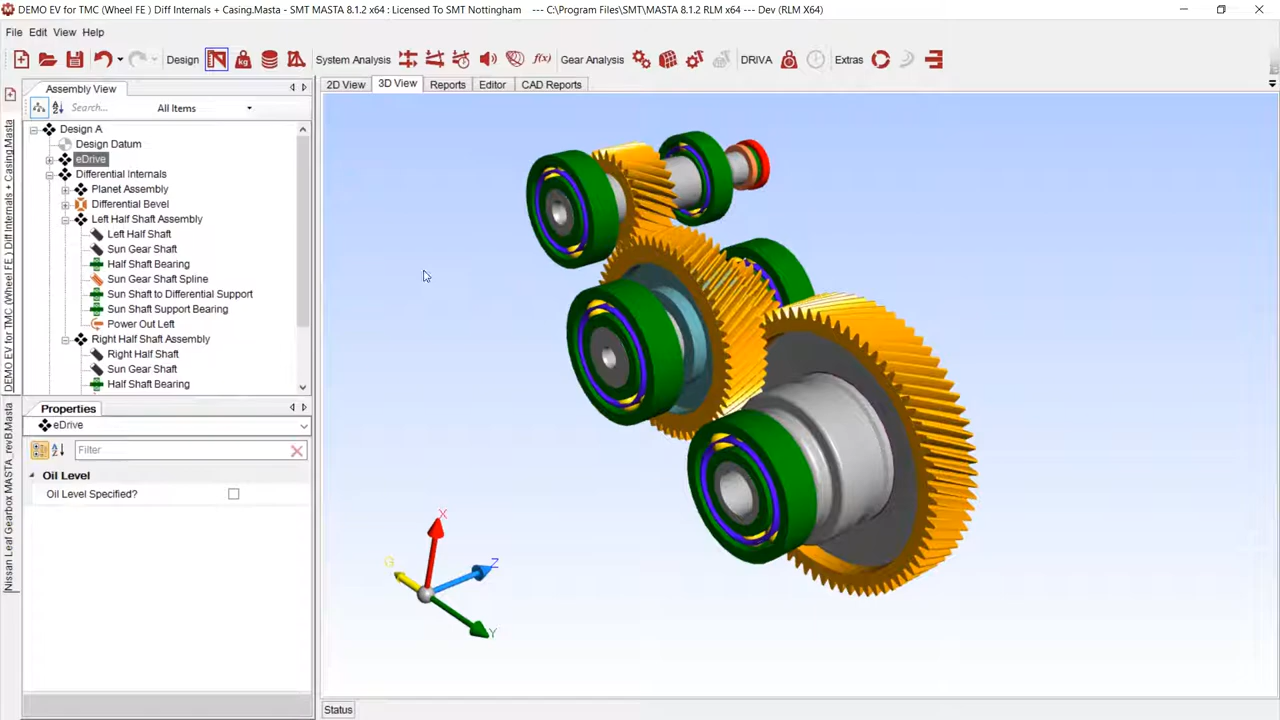 DEMO EV for TMC (Wheel FE ) Diff Internals + Casing.Masta - SMT MASTA 8.1.2 x64 : Licensed To SMT Nottingham --- C:\Program Files\SMT\MASTA 8.1.2 RLM x64 --- Dev (RLM X64)
File Edit View Help
Design System Analysis f(x) Gear Analysis DRIVA Extras
Assembly View
2D View 3D View Reports Editor CAD Reports
Search... All Items
Design A
Design Datum
eDrive
Differential Internals
Planet Assembly
Differential Bevel
Left Half Shaft Assembly
Left Half Shaft
Sun Gear Shaft
Half Shaft Bearing
Sun Gear Shaft Spline
Sun Shaft to Differential Support
Sun Shaft Support Bearing
Power Out Left
Right Half Shaft Assembly
Right Half Shaft
Sun Gear Shaft
Half Shaft Bearing
DEMO EV for TMC (Wheel FE ) Diff Internals + Casing.Masta
Nissan Leaf Gearbox MASTA_revB.Masta
Properties
eDrive
Filter
Oil Level
Oil Level Specified?
X
G
Z
Y
Status